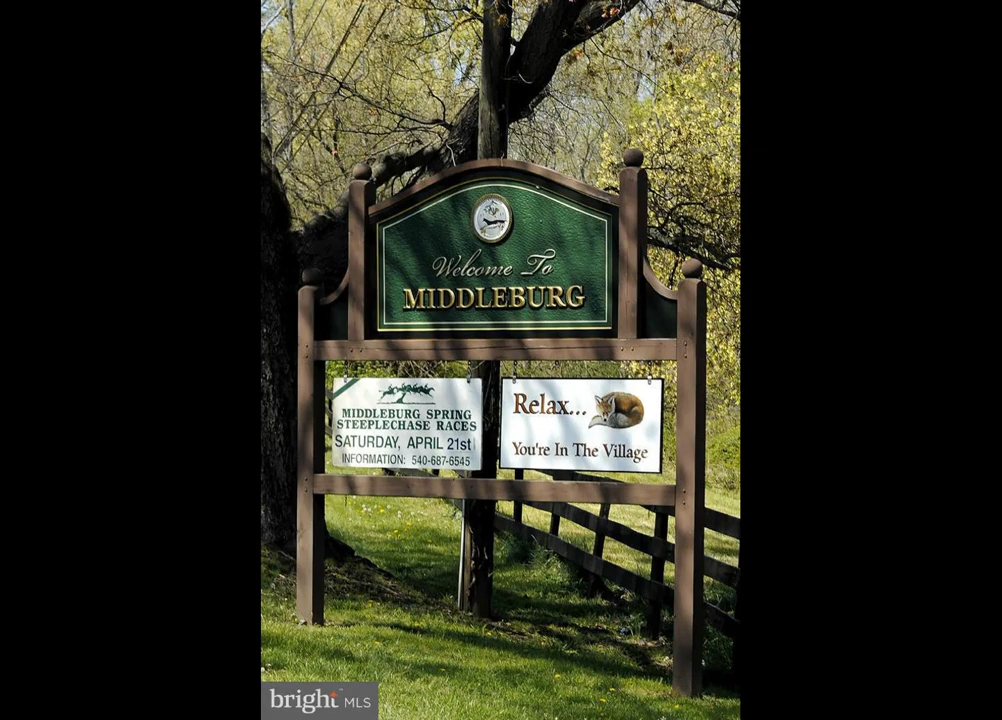 Welcome To
MIDDLEBURG
MIDDLEBURG SPRING
STEEPLECHASE RACES
SATURDAY, APRIL 21st
INFORMATION: 540-687-6545
Relax...
You're In The Village
bright MLS